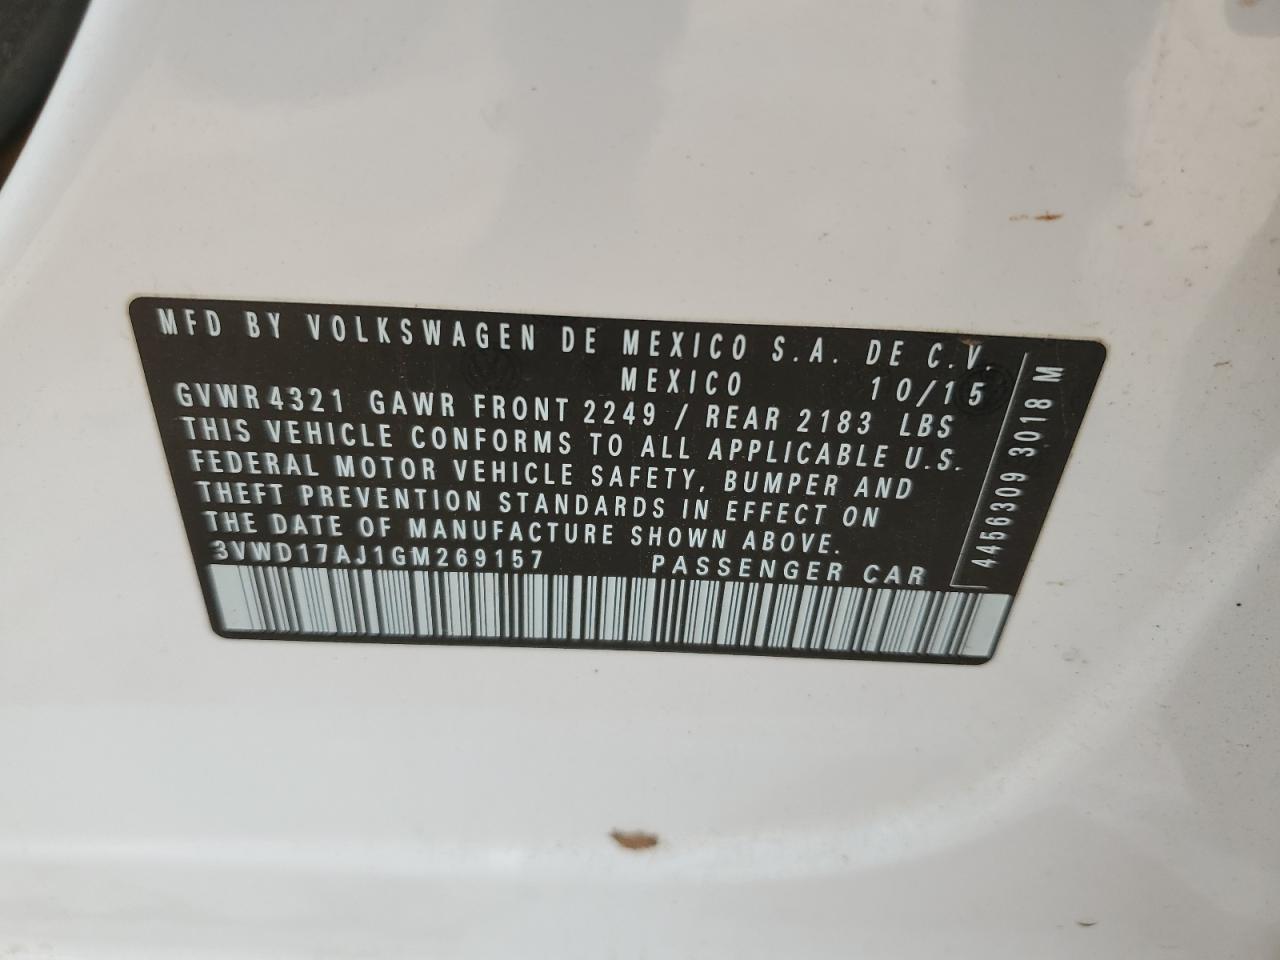 MFD BY VOLKSWAGEN DE MEXICO S.A. DE C.V.
MEXICO 10/15
GVWR 4321 GAWR FRONT 2249 / REAR 2183 LBS
THIS VEHICLE CONFORMS TO ALL APPLICABLE U.S.
FEDERAL MOTOR VEHICLE SAFETY, BUMPER AND
THEFT PREVENTION STANDARDS IN EFFECT ON
THE DATE OF MANUFACTURE SHOWN ABOVE.
3VWD17AJ1GM269157 PASSENGER CAR
4456309 3018 M